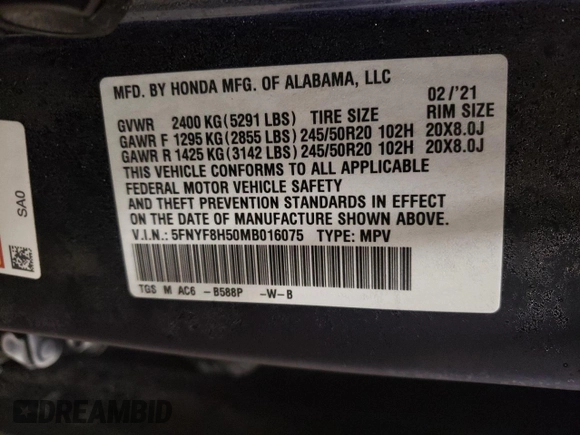 MFD. BY HONDA MFG. OF ALABAMA, LLC
02 /'21
GVWR 2400 KG(5291 LBS) TIRE SIZE RIM SIZE
GAWR F 1295 KG(2855 LBS)245/50R20 102H 20X8.0J
GAWR R 1425 KG(3142 LBS)245/50R20 102H 20X8.0J
THIS VEHICLE CONFORMS TO ALL APPLICABLE
FEDERAL MOTOR VEHICLE SAFETY
AND THEFT PREVENTION STANDARDS IN EFFECT
ON THE DATE OF MANUFACTURE SHOWN ABOVE.
V.I.N.: 5FNYF8H50MB016075 TYPE: MPV
TGS M AC6 -B588P -W-B
SA0
DREAMBID